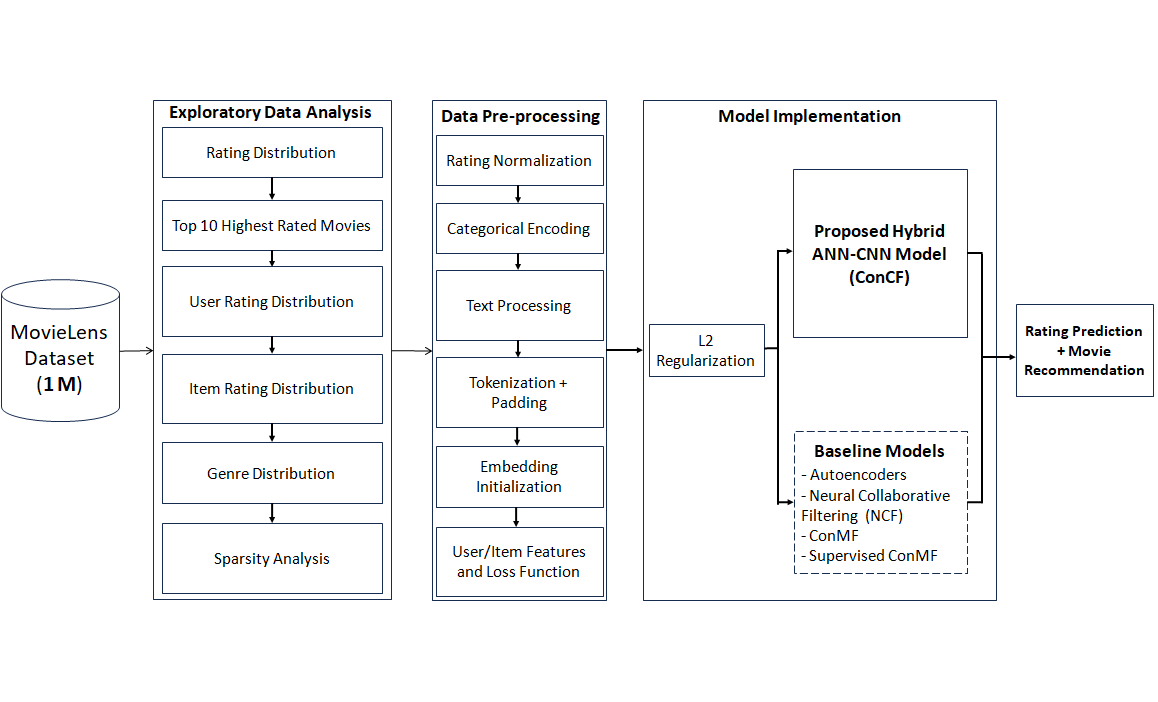 MovieLens
Dataset
(1 M)
Exploratory Data Analysis
Rating Distribution
Top 10 Highest Rated Movies
User Rating Distribution
Item Rating Distribution
Genre Distribution
Sparsity Analysis
Data Pre-processing
Rating Normalization
Categorical Encoding
Text Processing
Tokenization +
Padding
Embedding
Initialization
User/Item Features
and Loss Function
Model Implementation
L2
Regularization
Proposed Hybrid
ANN-CNN Model
(ConCF)
Baseline Models
- Autoencoders
- Neural Collaborative
Filtering (NCF)
- ConMF
- Supervised ConMF
Rating Prediction
+ Movie
Recommendation